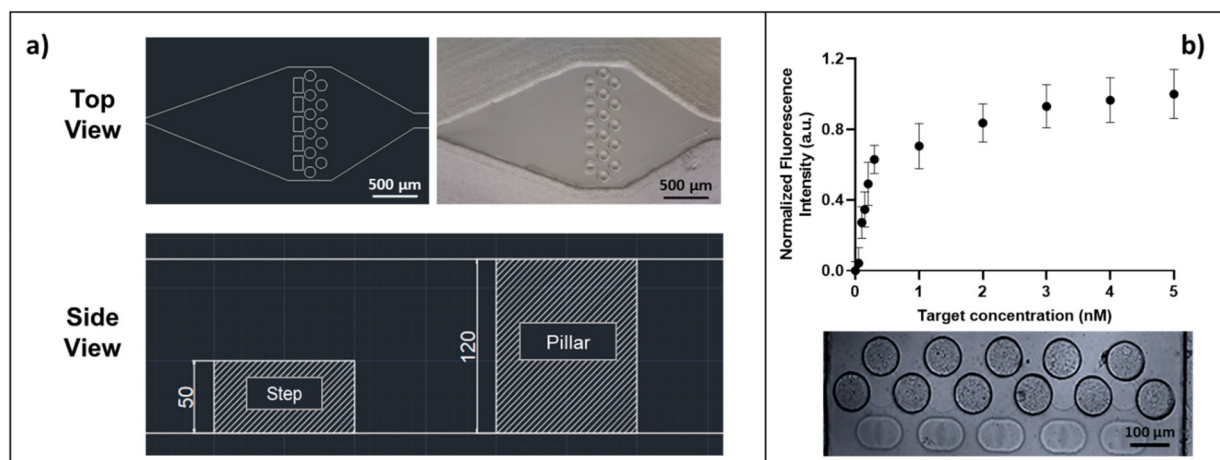 a)
Top
View
500 µm
500 µm
Side
View
50
Step
120
Pillar
b)
Normalized Fluorescence
Intensity (a.u.)
1.2
0.8
0.4
0.0
0 1 2 3 4 5
Target concentration (nM)
100 µm